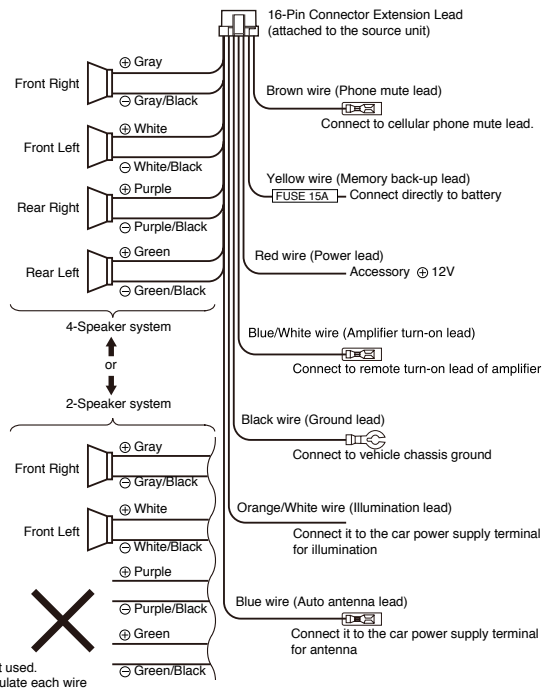 16-Pin Connector Extension Lead
(attached to the source unit)
⊕ Gray
Front Right
⊖ Gray/Black
⊕ White
Front Left
⊖ White/Black
⊕ Purple
Rear Right
⊖ Purple/Black
⊕ Green
Rear Left
⊖ Green/Black
4-Speaker system
or
2-Speaker system
⊕ Gray
Front Right
⊖ Gray/Black
⊕ White
Front Left
⊖ White/Black
⊕ Purple
⊖ Purple/Black
⊕ Green
⊖ Green/Black
t used.
ulate each wire
Brown wire (Phone mute lead)
Connect to cellular phone mute lead.
Yellow wire (Memory back-up lead)
FUSE 15A Connect directly to battery
Red wire (Power lead)
Accessory ⊕ 12V
Blue/White wire (Amplifier turn-on lead)
Connect to remote turn-on lead of amplifier
Black wire (Ground lead)
Connect to vehicle chassis ground
Orange/White wire (Illumination lead)
Connect it to the car power supply terminal
for illumination
Blue wire (Auto antenna lead)
Connect it to the car power supply terminal
for antenna